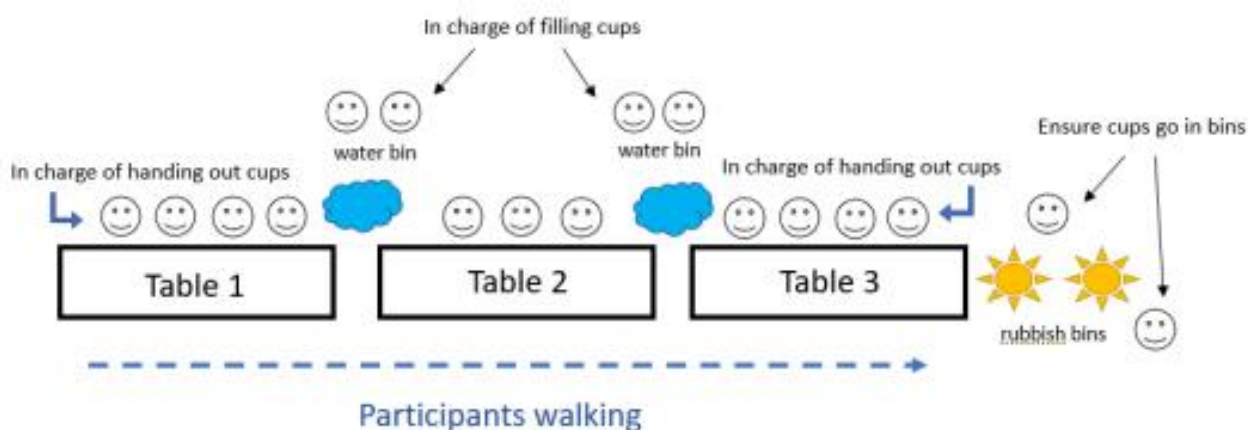 In charge of filling cups
Ensure cups go in bins
water bin
water bin
In charge of handing out cups
In charge of handing out cups
Table 1
Table 2
Table 3
rubbish bins
Participants walking